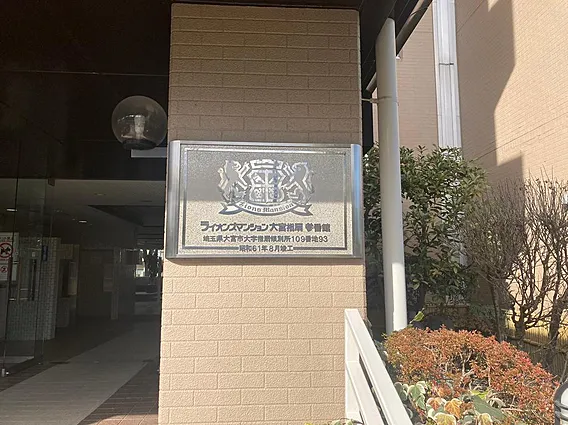 Lions Mansion
ライオンズマンション大宮指扇 参番館
埼玉県大宮市大字指扇領別所109番地93
昭和61年8月竣工